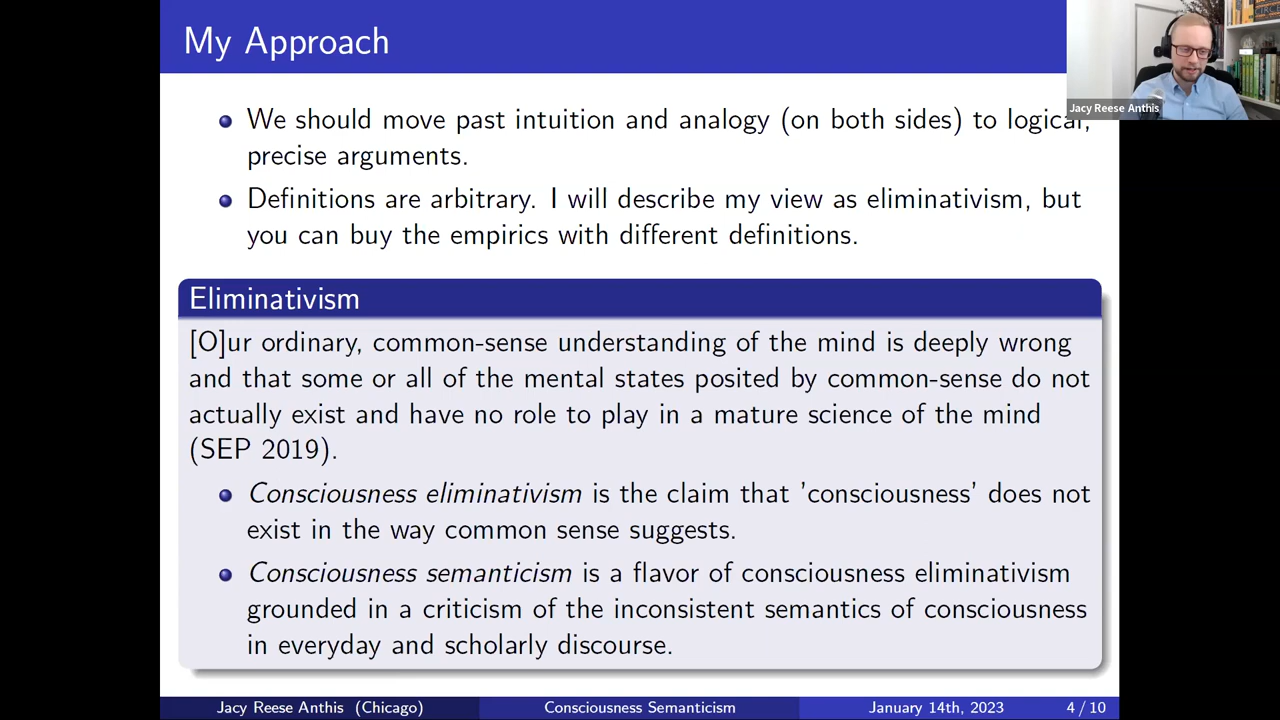 My Approach
Jacy Reese Anthis
We should move past intuition and analogy (on both sides) to logical,
precise arguments.
Definitions are arbitrary. I will describe my view as eliminativism, but
you can buy the empirics with different definitions.
Eliminativism
[O]ur ordinary, common-sense understanding of the mind is deeply wrong
and that some or all of the mental states posited by common-sense do not
actually exist and have no role to play in a mature science of the mind
(SEP 2019).
Consciousness eliminativism is the claim that 'consciousness' does not
exist in the way common sense suggests.
Consciousness semanticism is a flavor of consciousness eliminativism
grounded in a criticism of the inconsistent semantics of consciousness
in everyday and scholarly discourse.
Jacy Reese Anthis (Chicago) Consciousness Semanticism January 14th, 2023 4 / 10